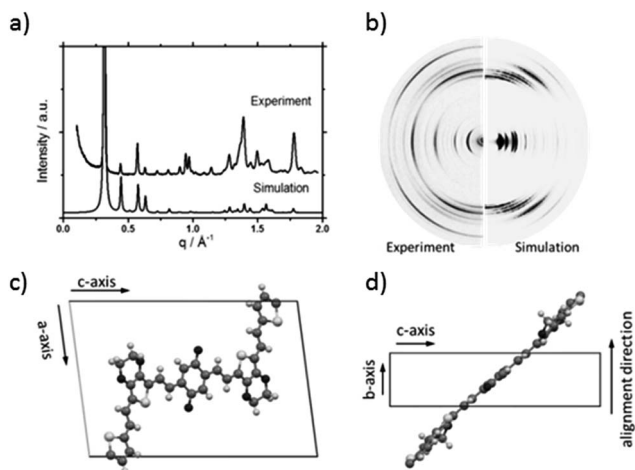 a)
Intensity / a.u.
Experiment
Simulation
0.0 0.5 1.0 1.5 2.0
q / Å-1
b)
Experiment Simulation
c)
c-axis
a-axis
d)
c-axis
b-axis
alignment direction